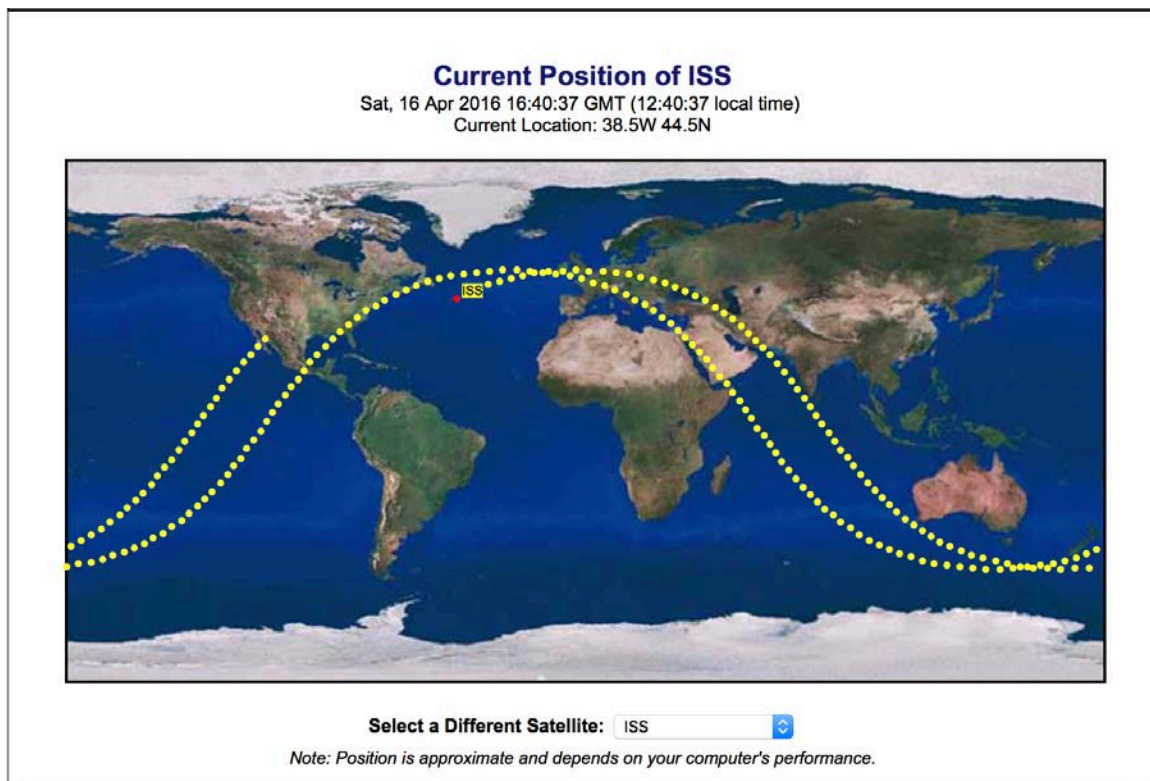 Current Position of ISS
Sat, 16 Apr 2016 16:40:37 GMT (12:40:37 local time)
Current Location: 38.5W 44.5N
ISS
Select a Different Satellite: ISS
Note: Position is approximate and depends on your computer's performance.